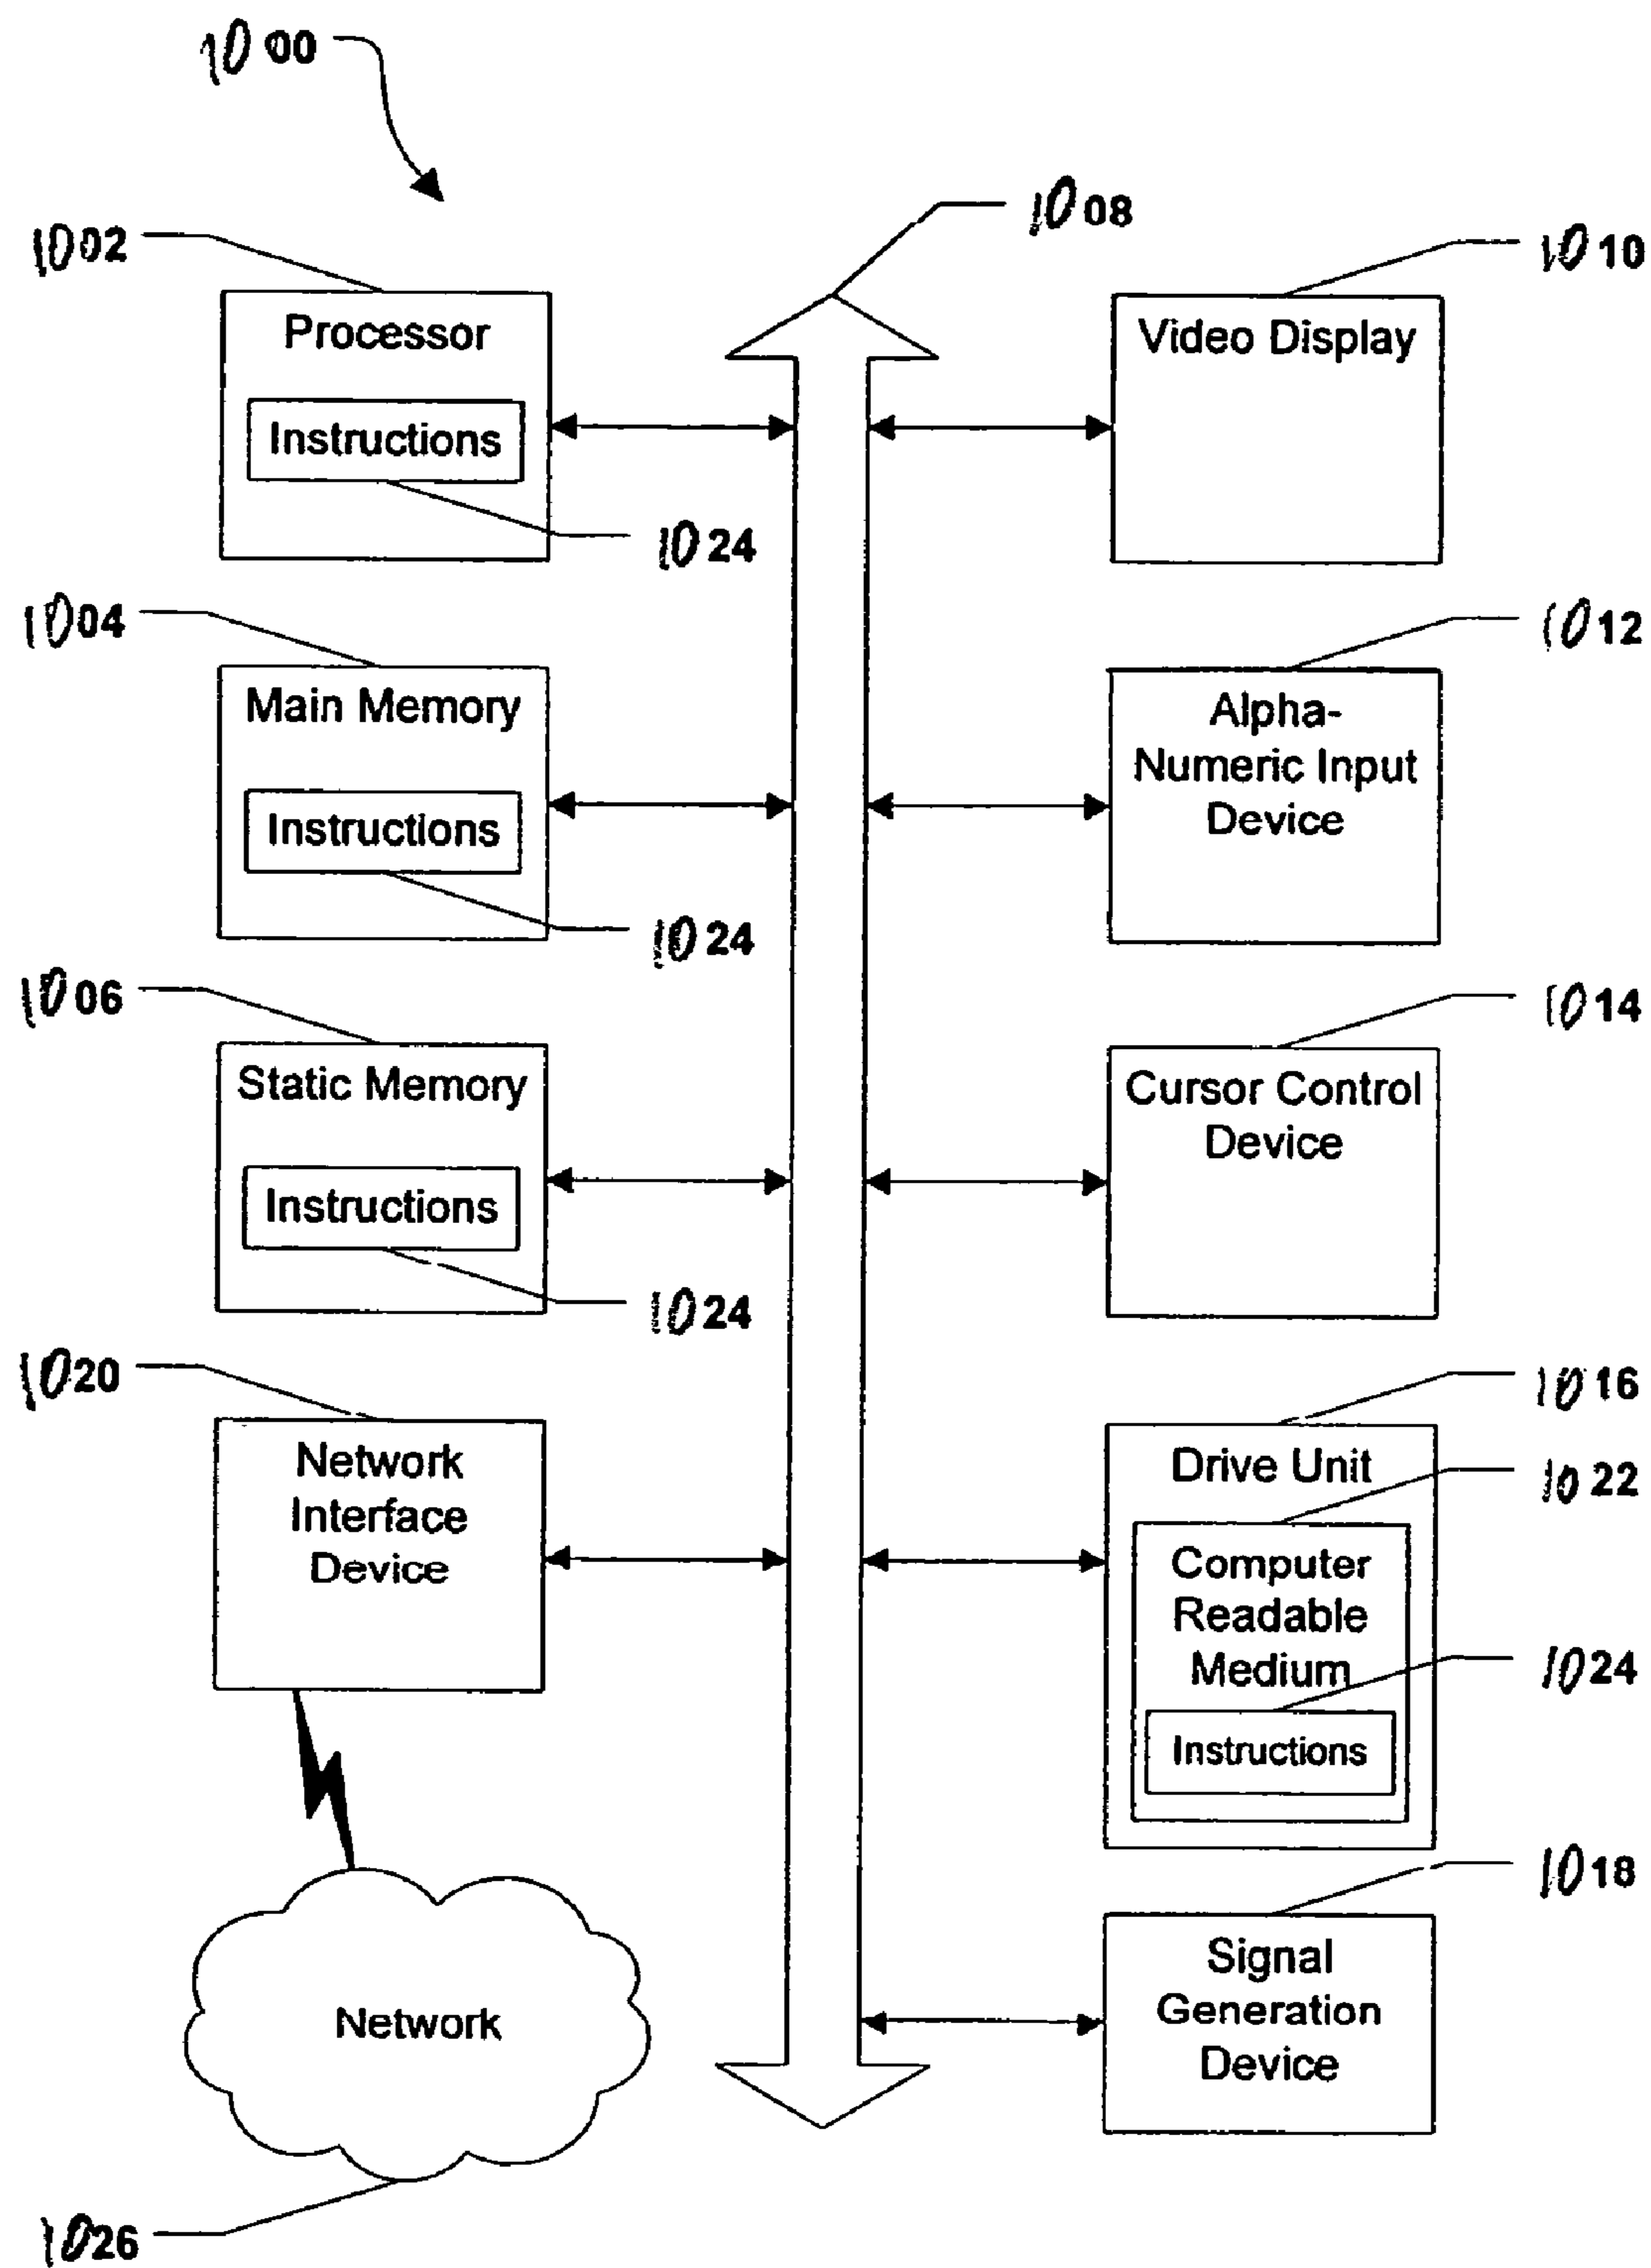 1000
1008
1002
1010
Processor
Instructions
1024
Video Display
1004
1012
Main Memory
Instructions
1024
Alpha-
Numeric Input
Device
1006
1014
Static Memory
Instructions
1024
Cursor Control
Device
1020
1016
Network
Interface
Device
Drive Unit
1022
Computer
Readable
Medium
1024
Instructions
1018
Network
Signal
Generation
Device
1026